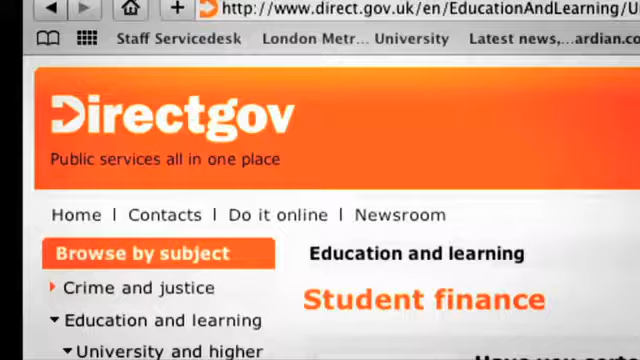 http://www.direct.gov.uk/en/EducationAndLearning/U
Staff Servicedesk London Metr... University Latest news,...ardian.co
Directgov
Public services all in one place
Home | Contacts | Do it online | Newsroom
Browse by subject
Education and learning
Crime and justice
Student finance
Education and learning
University and higher